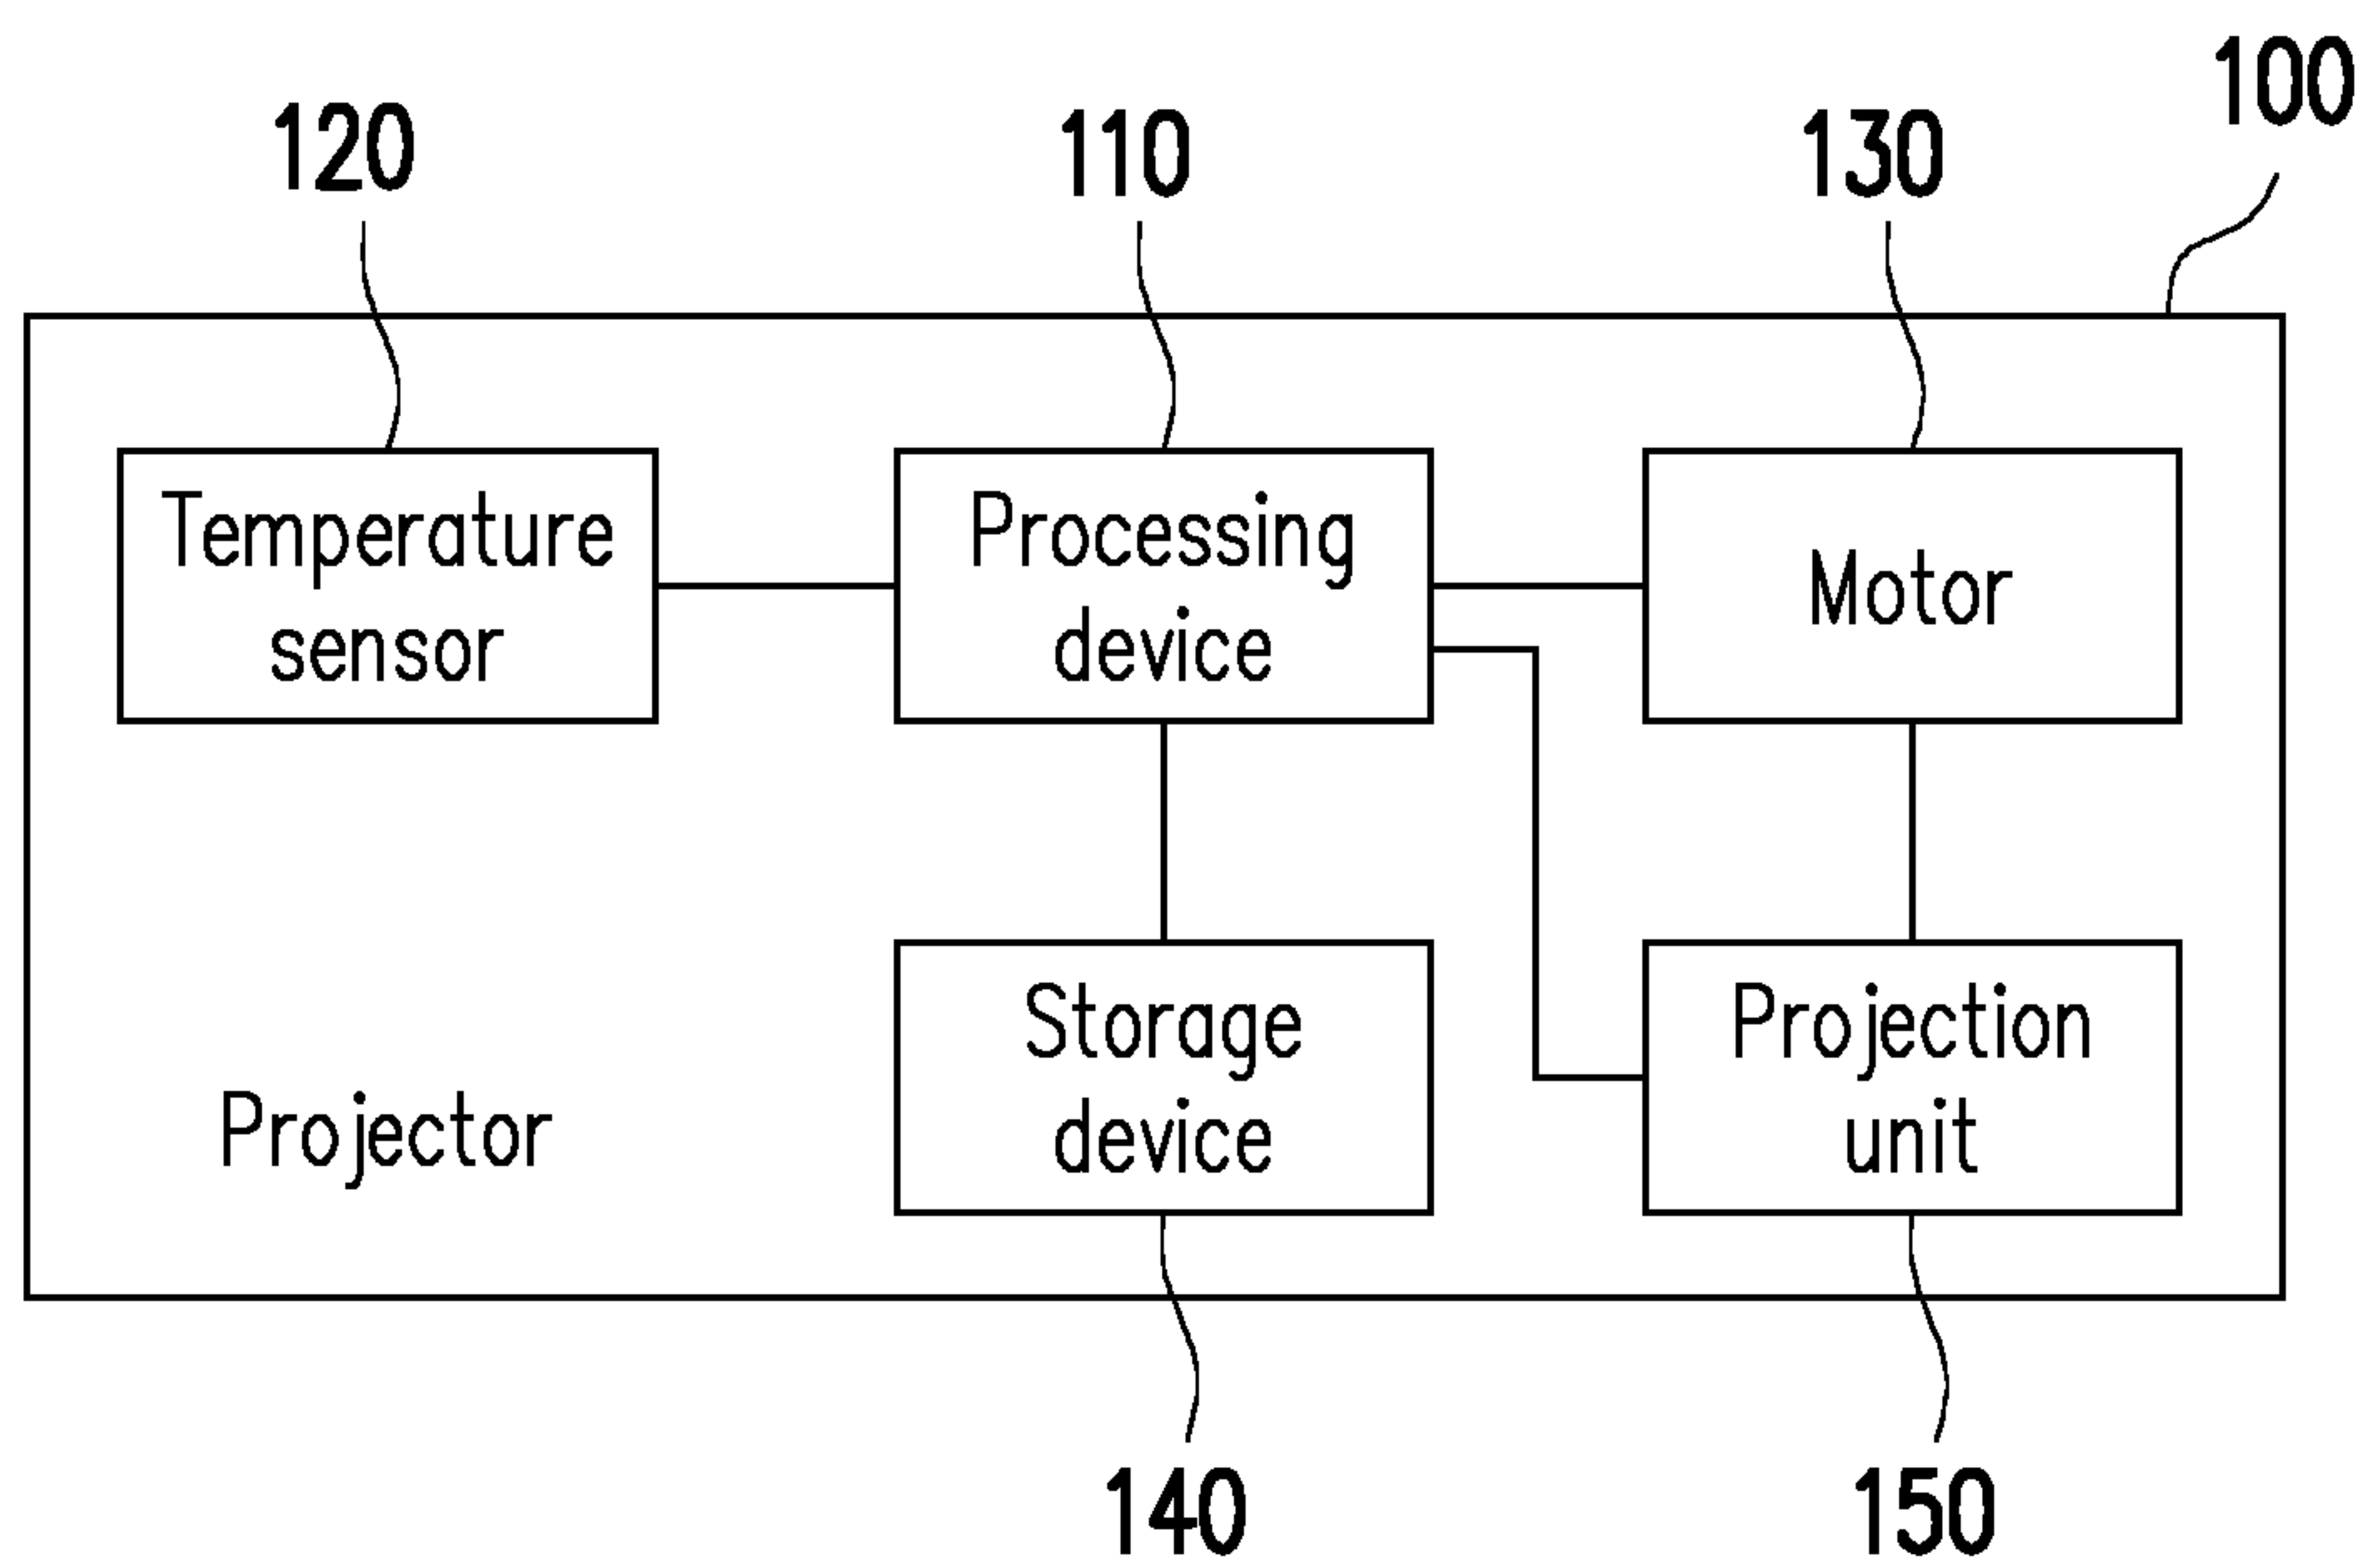 100
120
110
130
Temperature
sensor
Processing
device
Motor
Storage
device
Projection
unit
Projector
140
150